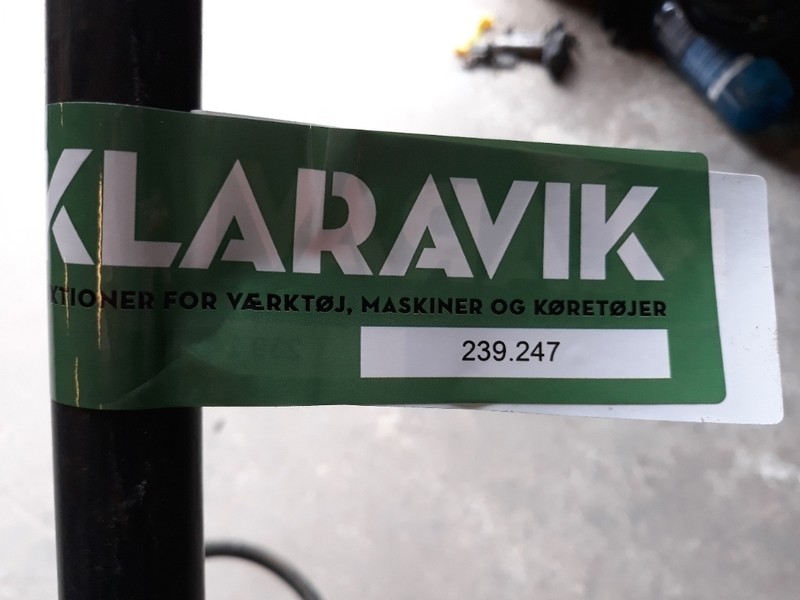 KLARAVIK
KTIONER FOR VÆRKTØJ, MASKINER OG KØRETØJER
239.247